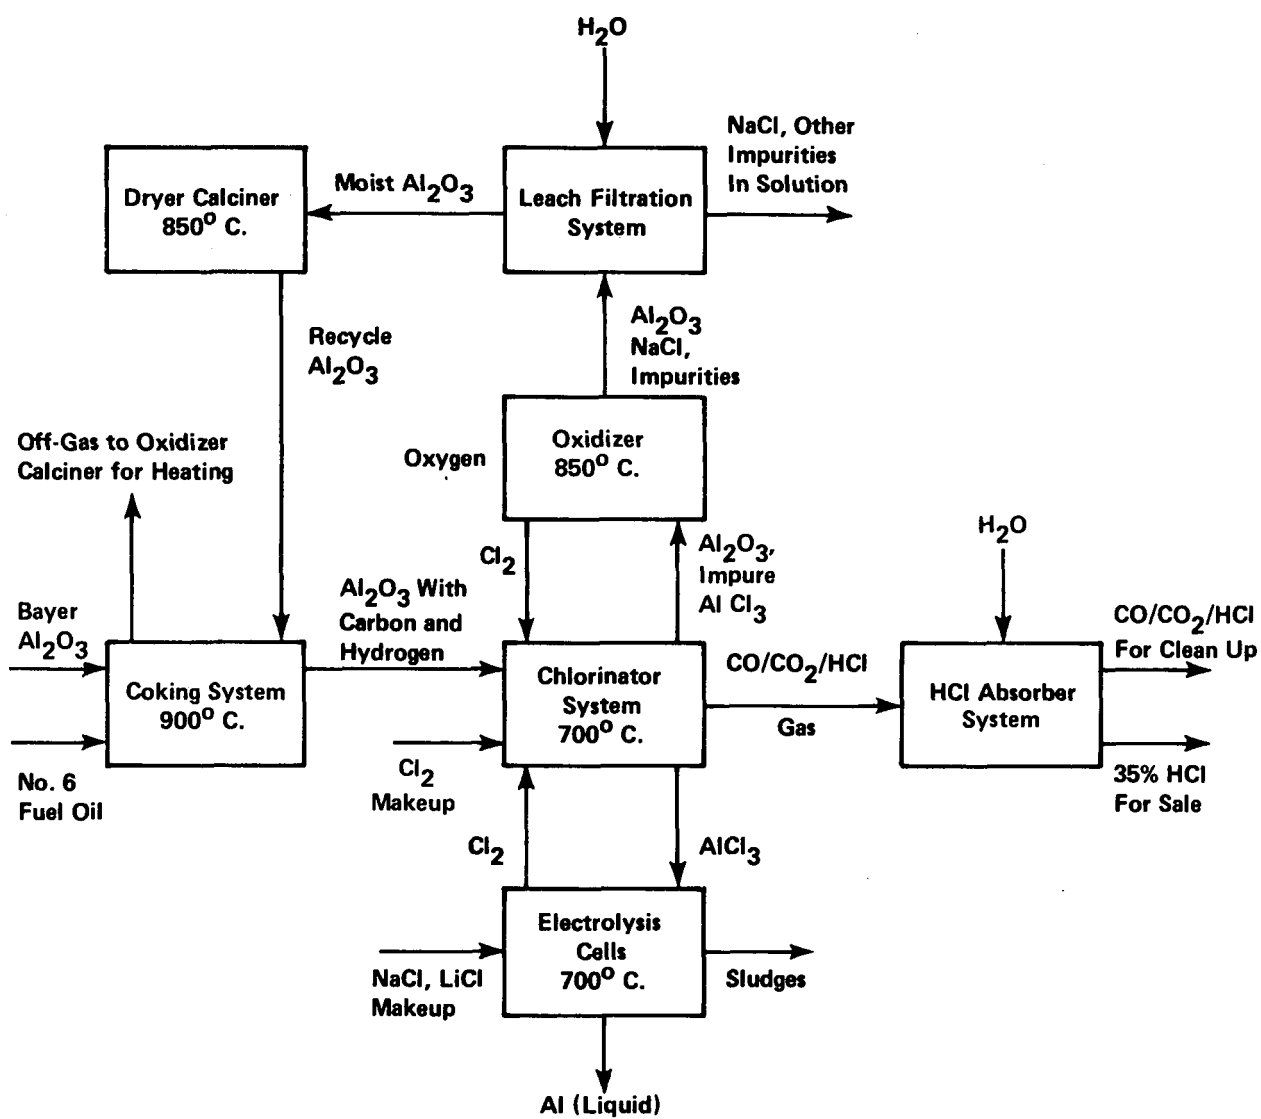 H2O
NaCl, Other
Impurities
In Solution
Dryer Calciner
850° C.
Moist Al2O3
Leach Filtration
System
Recycle
Al2O3
Al2O3
NaCl,
Impurities
Off-Gas to Oxidizer
Calciner for Heating
Oxygen
Oxidizer
850° C.
Cl2
Al2O3,
Impure
Al Cl3
H2O
Bayer
Al2O3
Al2O3 With
Carbon and
Hydrogen
Coking System
900° C.
Chlorinator
System
700° C.
CO/CO2/HCl
Gas
HCl Absorber
System
CO/CO2/HCl
For Clean Up
No. 6
Fuel Oil
Cl2
Makeup
35% HCl
For Sale
Cl2
AlCl3
Electrolysis
Cells
700° C.
NaCl, LiCl
Makeup
Sludges
Al (Liquid)